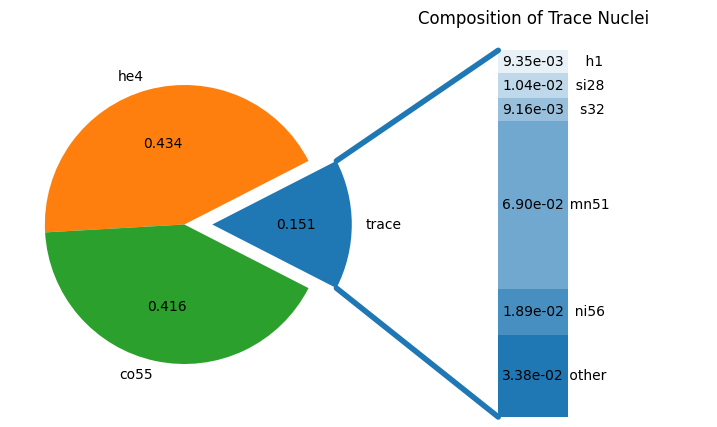 Composition of Trace Nuclei
he4
0.434
0.416
co55
0.151
trace
9.35e-03 h1
1.04e-02 si28
9.16e-03 s32
6.90e-02 mn51
1.89e-02 ni56
3.38e-02 other